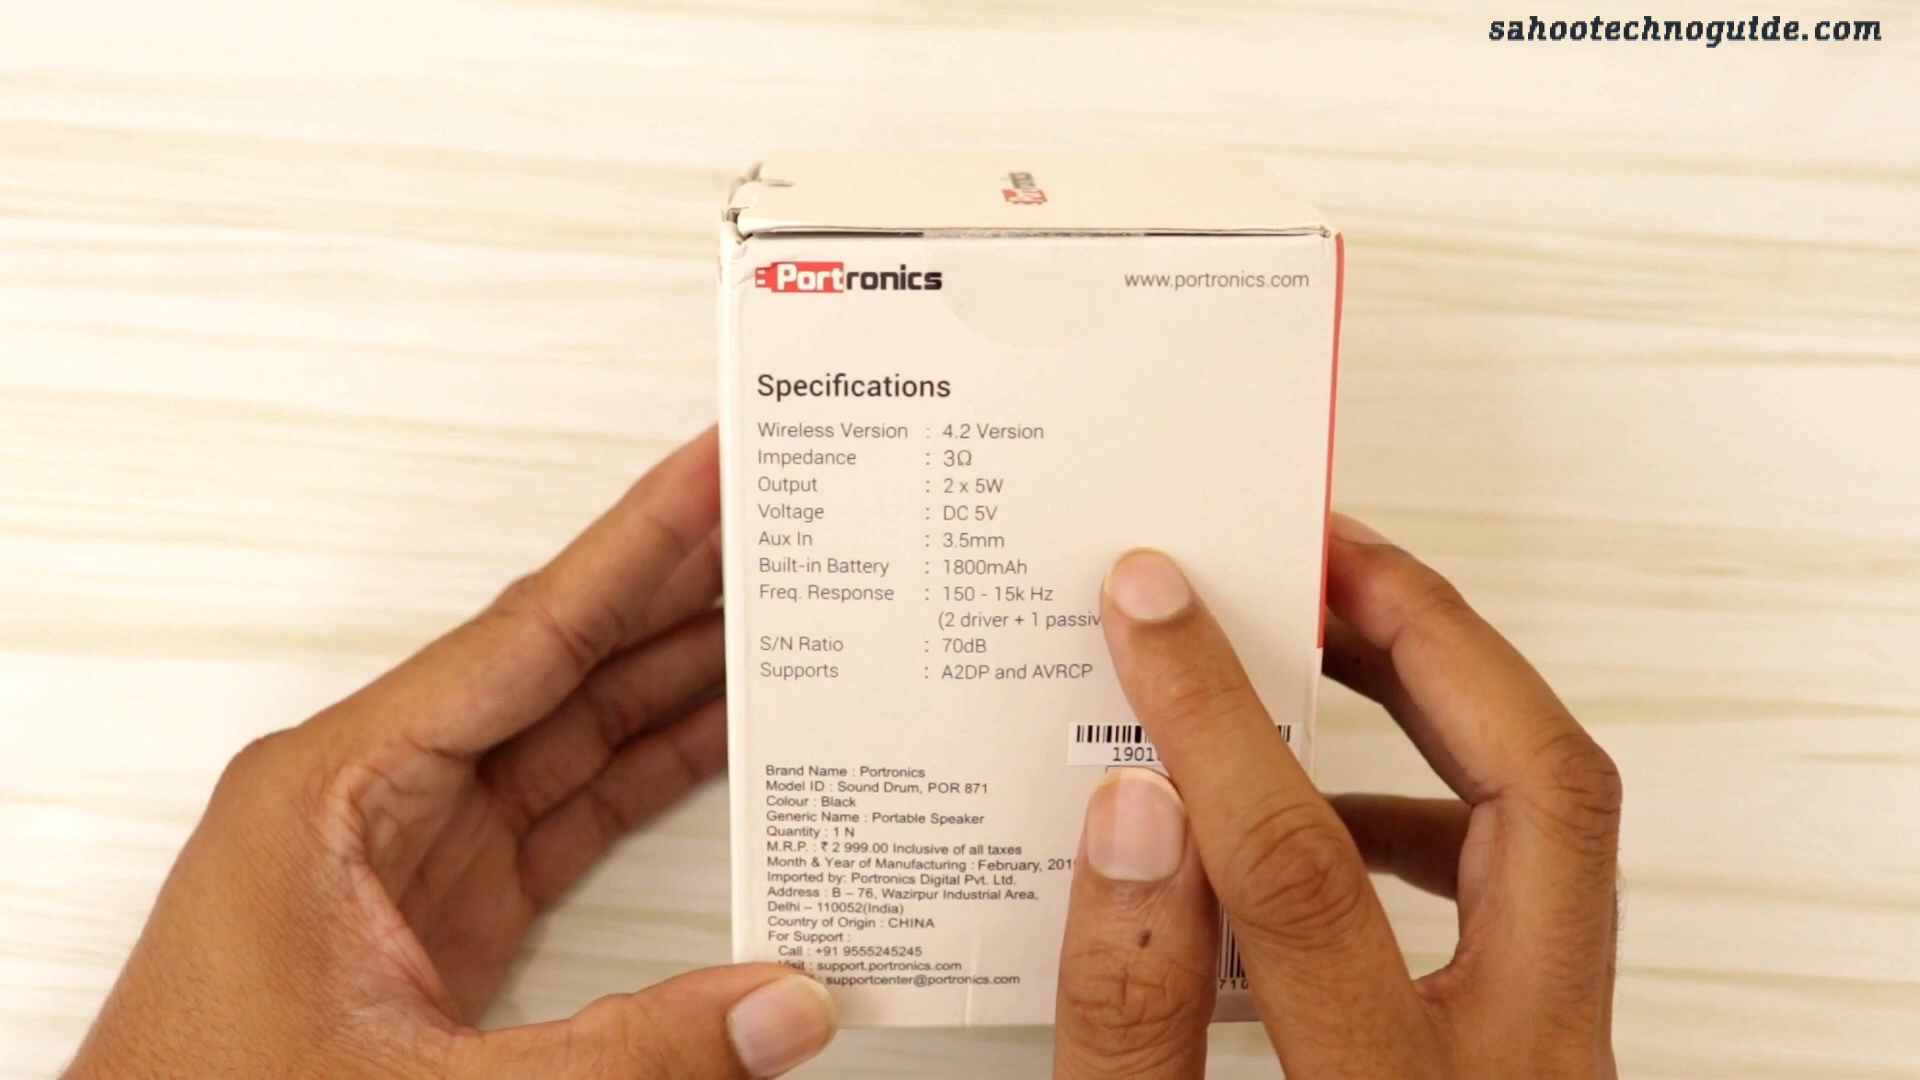 sahootechnoguide.com
Portronics
Portronics
www.portronics.com
Specifications
Wireless Version : 4.2 Version
Impedance : 3Ω
Output : 2 x 5W
Voltage : DC 5V
Aux In : 3.5mm
Built-in Battery : 1800mAh
Freq. Response : 150 - 15k Hz
(2 driver + 1 passiv
S/N Ratio : 70dB
Supports : A2DP and AVRCP
1901
Brand Name : Portronics
Model ID : Sound Drum, POR 871
Colour : Black
Generic Name : Portable Speaker
Quantity : 1 N
M.R.P. : ₹ 2 999.00 Inclusive of all taxes
Month & Year of Manufacturing : February, 201
Imported by: Portronics Digital Pvt. Ltd.
Address : B – 76, Wazirpur Industrial Area,
Delhi – 110052(India)
Country of Origin : CHINA
For Support :
Call : +91 9555245245
Visit : support.portronics.com
: supportcenter@portronics.com
710